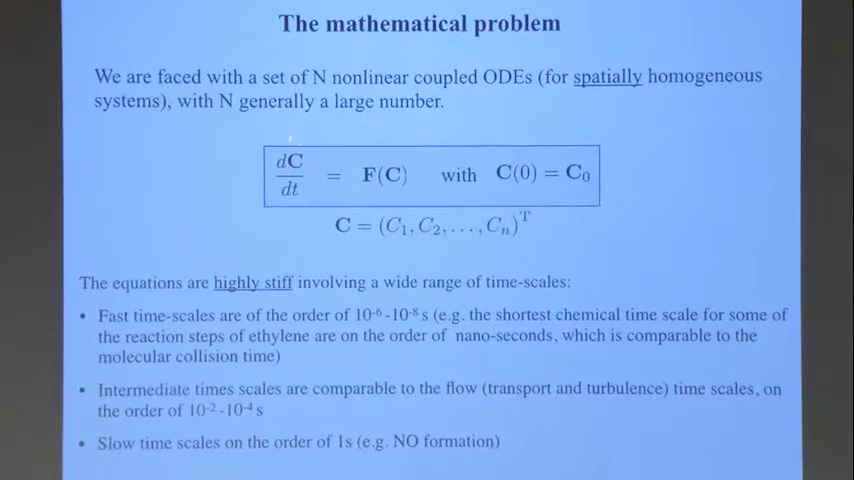 The mathematical problem
We are faced with a set of N nonlinear coupled ODEs (for spatially homogeneous
systems), with N generally a large number.
dC/dt = F(C) with C(0) = C₀
C = (C₁, C₂, . . . , Cₙ)ᵀ
The equations are highly stiff involving a wide range of time-scales:
• Fast time-scales are of the order of 10⁻⁶ -10⁻⁸ s (e.g. the shortest chemical time scale for some of
the reaction steps of ethylene are on the order of nano-seconds, which is comparable to the
molecular collision time)
• Intermediate times scales are comparable to the flow (transport and turbulence) time scales, on
the order of 10⁻² -10⁻⁴ s
• Slow time scales on the order of 1s (e.g. NO formation)